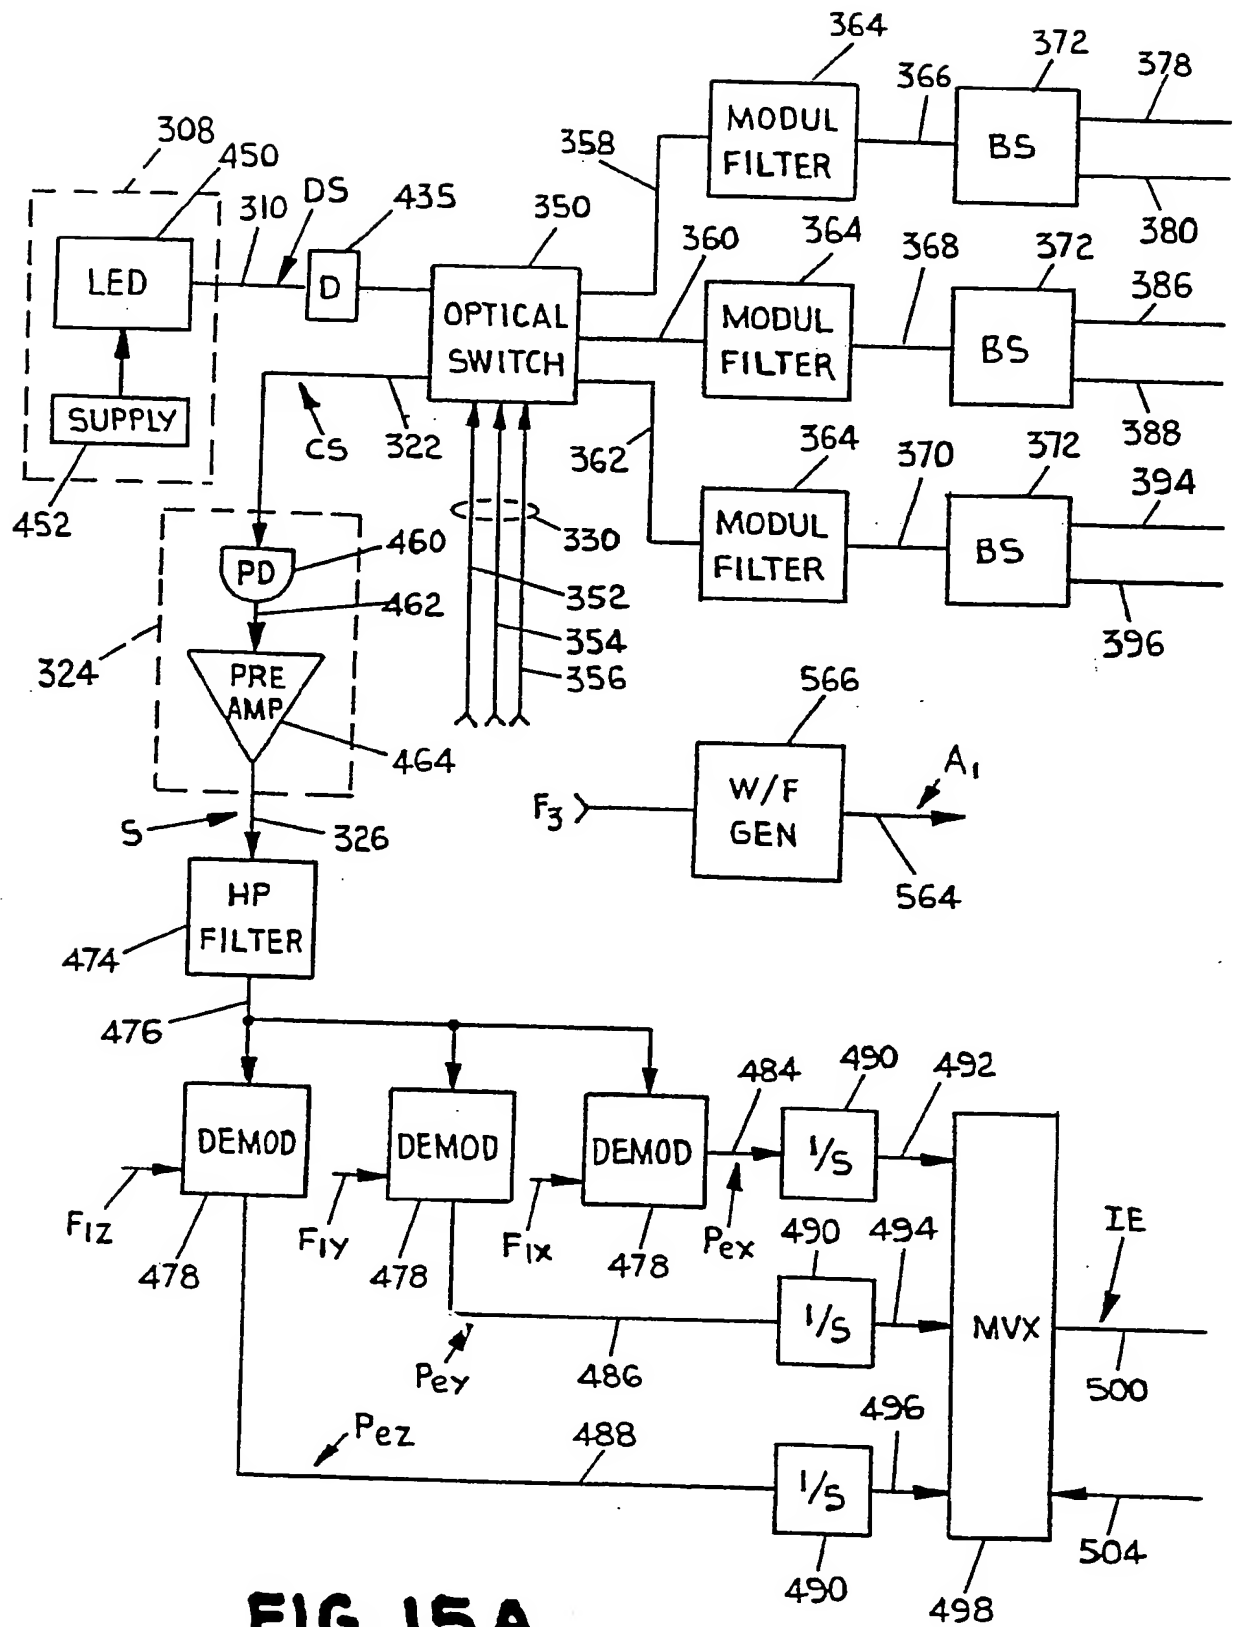 364
372
378
366
MODUL
FILTER
BS
358
380
308
450
DS
435
310
350
LED
D
OPTICAL
SWITCH
360
364
368
372
386
MODUL
FILTER
BS
388
SUPPLY
CS
322
362
452
364
370
372
394
MODUL
FILTER
BS
396
330
460
PD
462
352
354
356
324
PRE
AMP
464
566
F3
W/F
GEN
A1
564
S
326
HP
FILTER
474
476
DEMOD
DEMOD
DEMOD
484
490
492
1/S
F1Z
F1Y
F1X
478
478
478
Pex
490
494
IE
1/S
MVX
Pey
486
500
Pez
488
496
1/S
490
504
498
FIG. 15A